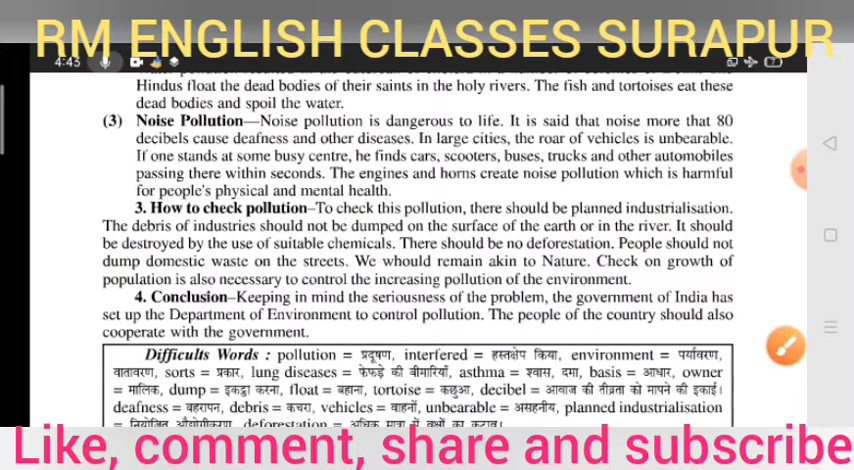 RM ENGLISH CLASSES SURAPUR
4:43
Hindus float the dead bodies of their saints in the holy rivers. The fish and tortoises eat these
dead bodies and spoil the water.
(3) Noise Pollution—Noise pollution is dangerous to life. It is said that noise more that 80
decibels cause deafness and other diseases. In large cities, the roar of vehicles is unbearable.
If one stands at some busy centre, he finds cars, scooters, buses, trucks and other automobiles
passing there within seconds. The engines and horns create noise pollution which is harmful
for people's physical and mental health.
3. How to check pollution–To check this pollution, there should be planned industrialisation.
The debris of industries should not be dumped on the surface of the earth or in the river. It should
be destroyed by the use of suitable chemicals. There should be no deforestation. People should not
dump domestic waste on the streets. We whould remain akin to Nature. Check on growth of
population is also necessary to control the increasing pollution of the environment.
4. Conclusion–Keeping in mind the seriousness of the problem, the government of India has
set up the Department of Environment to control pollution. The people of the country should also
cooperate with the government.
Difficults Words : pollution = प्रदूषण, interfered = हस्तक्षेप किया, environment = पर्यावरण,
वातावरण, sorts = प्रकार, lung diseases = फेफड़े की बीमारियाँ, asthma = श्वास, दमा, basis = आधार, owner
= मालिक, dump = इकट्ठा करना, float = बहाना, tortoise = कछुआ, decibel = आवाज की तीव्रता को मापने की इकाई।
deafness = बहरापन, debris = कचरा, vehicles = वाहनों, unbearable = असहनीय, planned industrialisation
= नियोजित औद्योगीकरण, deforestation = अधिक मात्रा में वृक्षों का कटाव।
Like, comment, share and subscribe